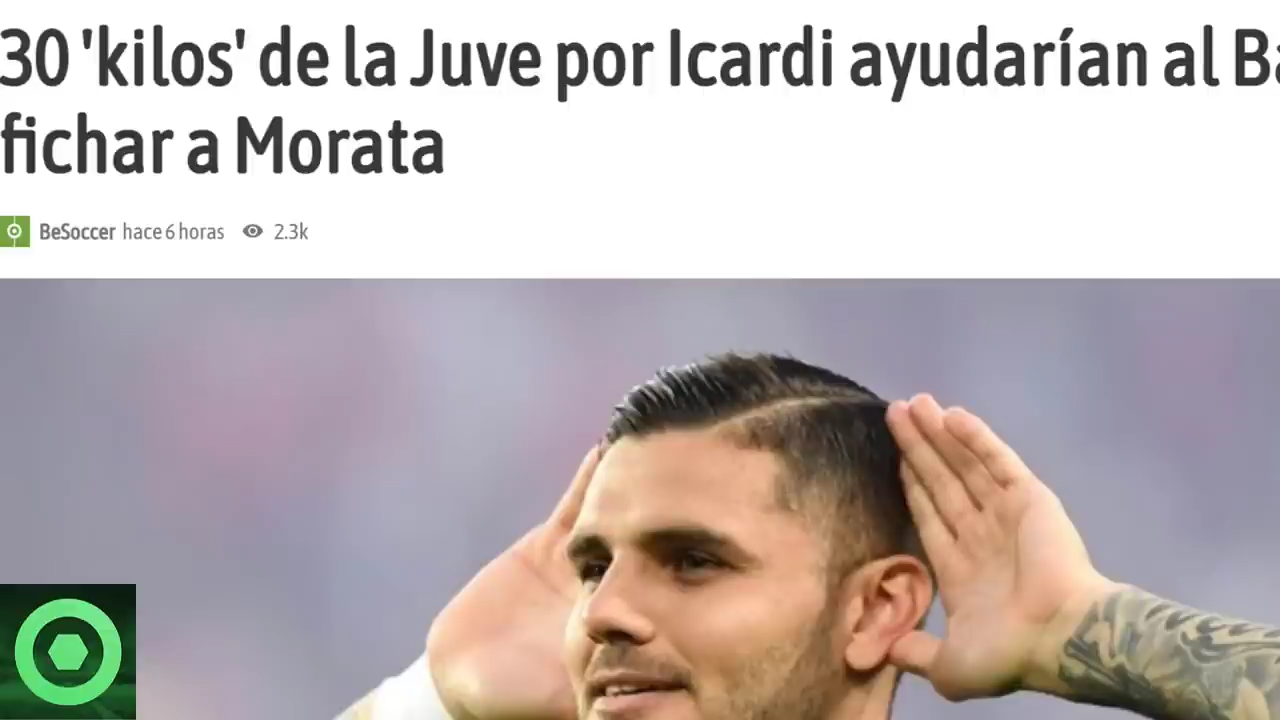 30 'kilos' de la Juve por Icardi ayudarían al
fichar a Morata
BeSoccer hace 6 horas 2.3k